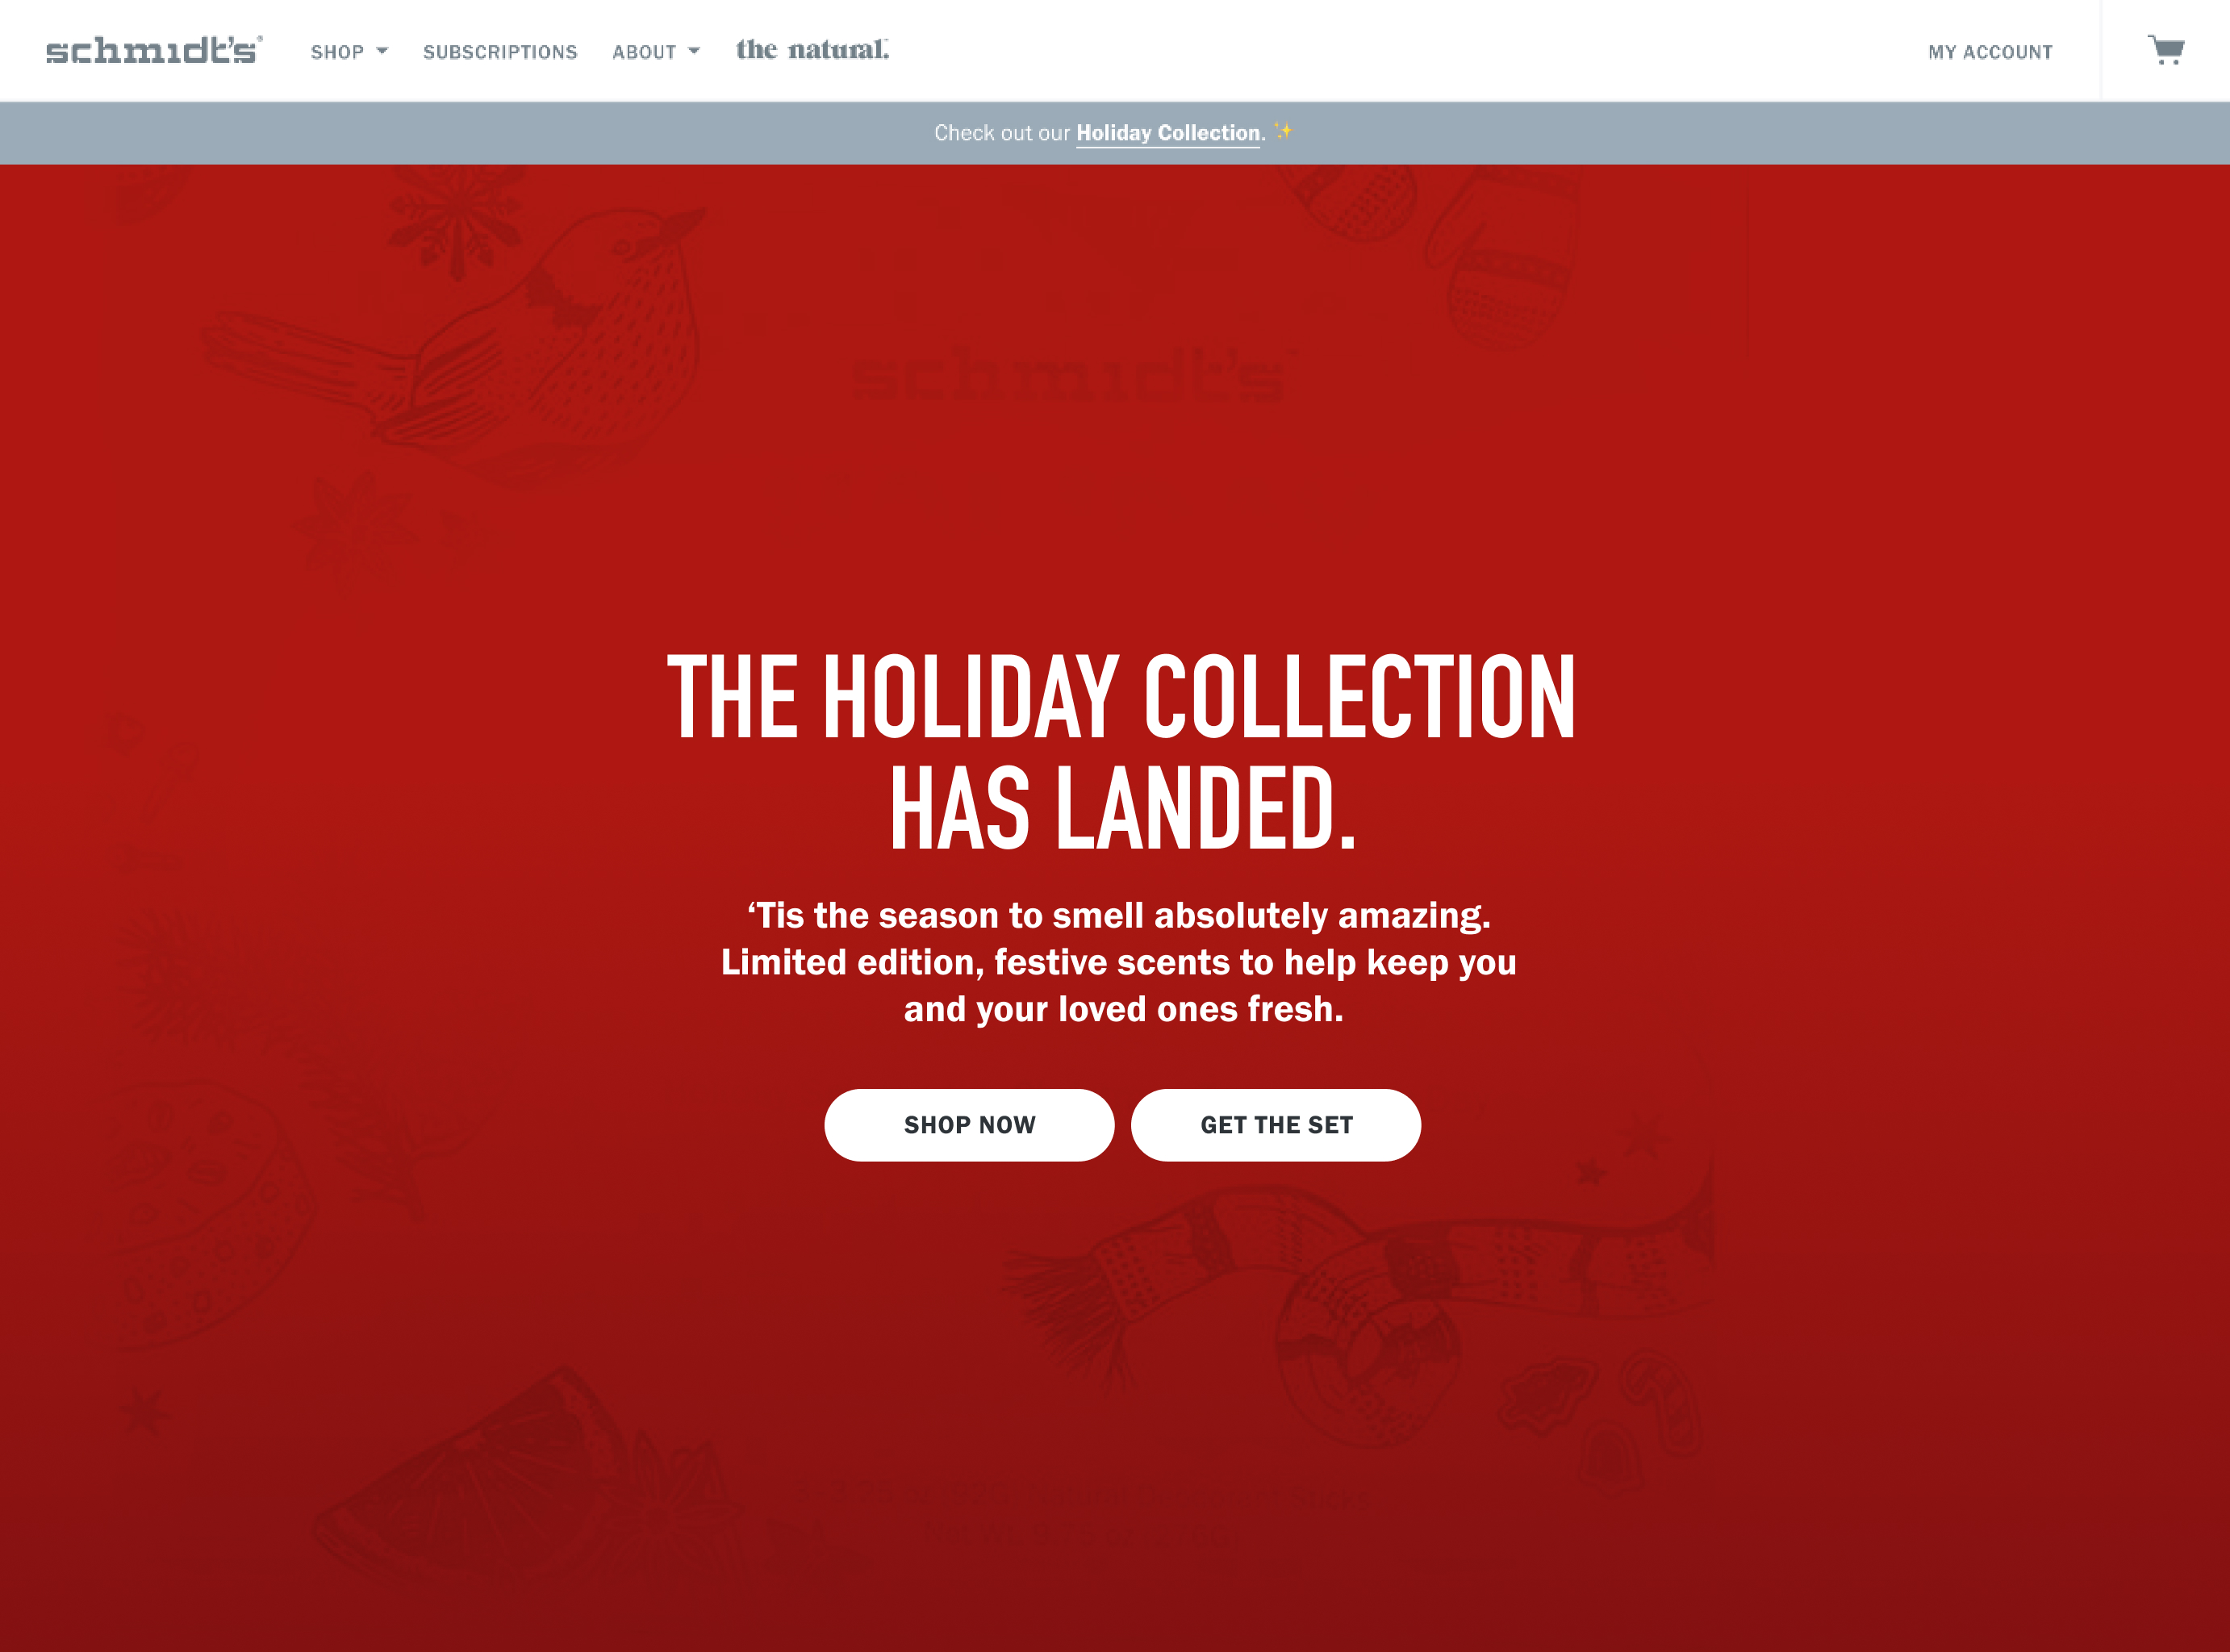 schmidt's®
SHOP
SUBSCRIPTIONS
ABOUT
the natural.
MY ACCOUNT
Check out our Holiday Collection. ✨
schmidt's
THE HOLIDAY COLLECTION
HAS LANDED.
‘Tis the season to smell absolutely amazing.
Limited edition, festive scents to help keep you
and your loved ones fresh.
SHOP NOW
GET THE SET